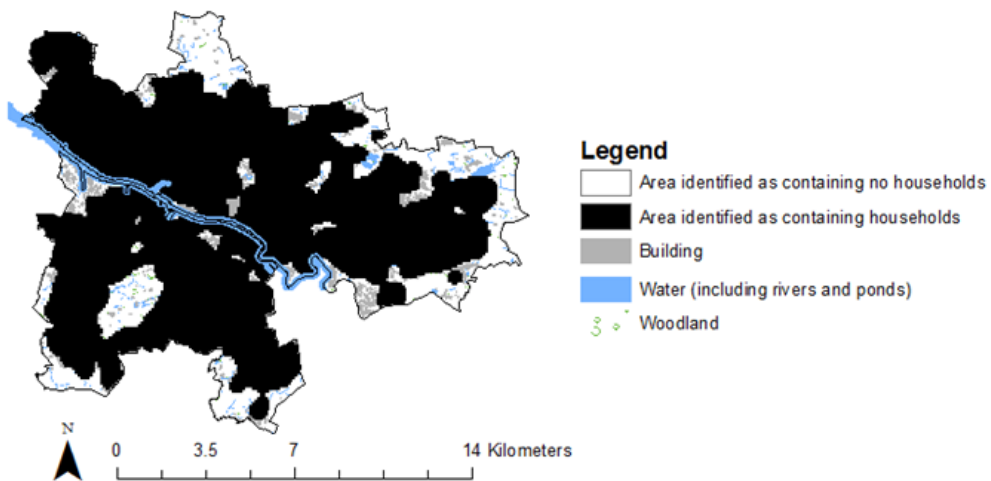 Legend
Area identified as containing no households
Area identified as containing households
Building
Water (including rivers and ponds)
Woodland
N
0 3.5 7 14 Kilometers